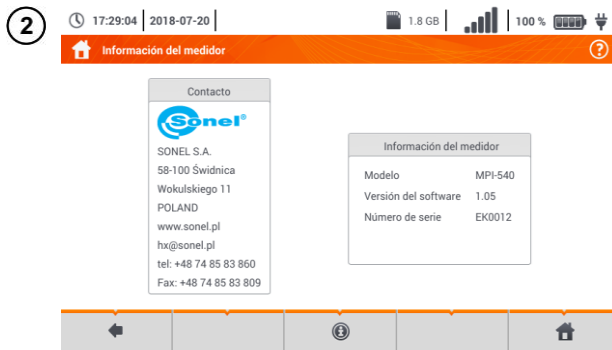 2
17:29:04 2018-07-20 1.8 GB 100 %
Información del medidor
Contacto
Sonel®
SONEL S.A.
58-100 Świdnica
Wokulskiego 11
POLAND
www.sonel.pl
hx@sonel.pl
tel: +48 74 85 83 860
Fax: +48 74 85 83 809
Información del medidor
Modelo MPI-540
Versión del software 1.05
Número de serie EK0012